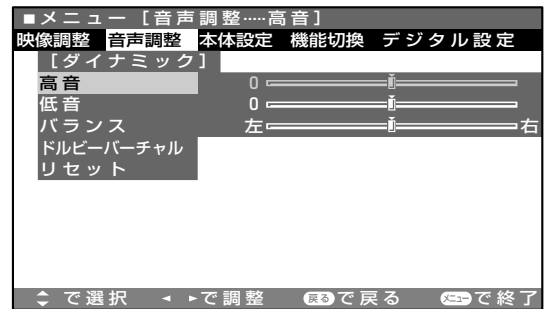 ■メニュー [音声調整……高音]
映像調整 音声調整 本体設定 機能切換 デジタル設定
[ダイナミック]
高音 0
低音 0
バランス 左 右
ドルビーバーチャル
リセット
で選択 で調整 戻るで戻る メニューで終了